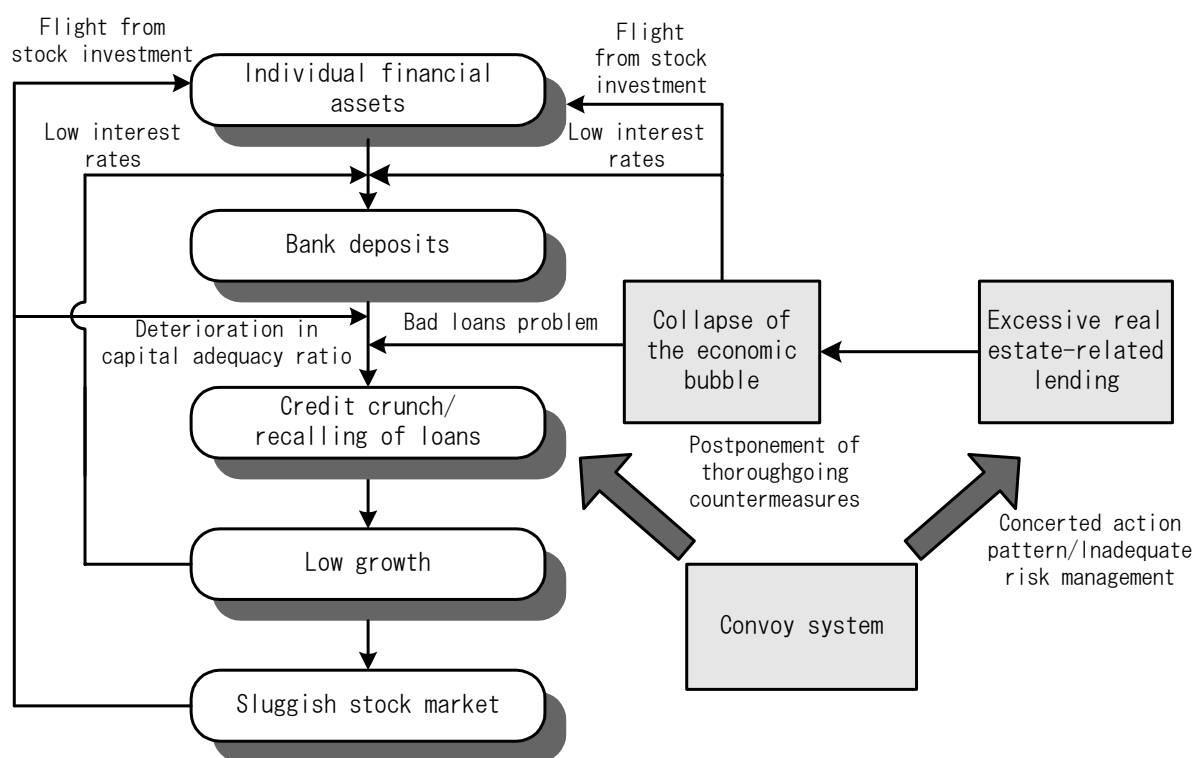 Flight from
stock investment
Flight
from stock
investment
Individual financial
assets
Low interest
rates
Low interest
rates
Bank deposits
Deterioration in
capital adequacy ratio
Bad loans problem
Collapse of
the economic
bubble
Excessive real
estate-related
lending
Credit crunch/
recalling of loans
Postponement of
thoroughgoing
countermeasures
Concerted action
pattern/Inadequate
risk management
Low growth
Convoy system
Sluggish stock market